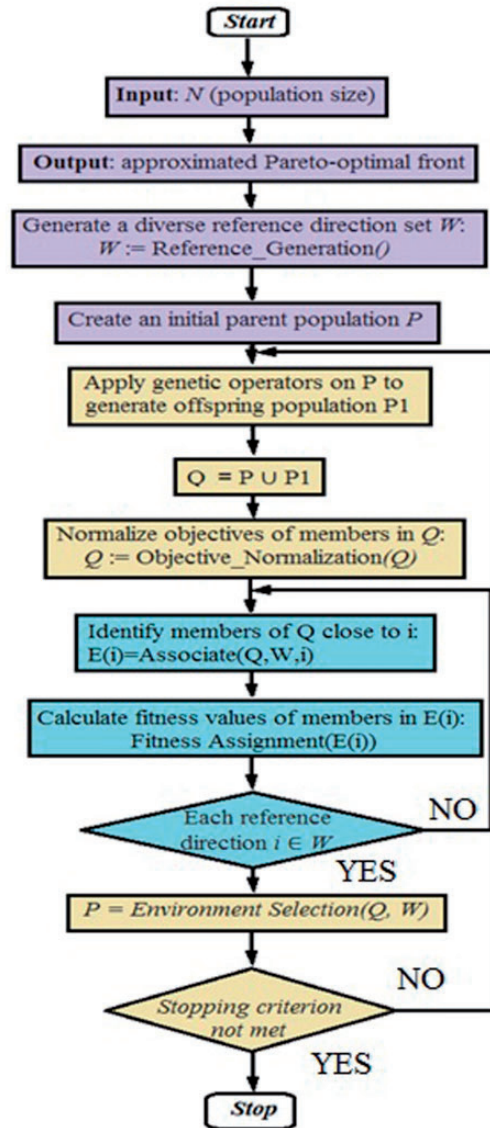 Start
Input: N (population size)
Output: approximated Pareto-optimal front
Generate a diverse reference direction set W:
W := Reference_Generation()
Create an initial parent population P
Apply genetic operators on P to
generate offspring population P1
Q = P ∪ P1
Normalize objectives of members in Q:
Q := Objective_Normalization(Q)
Identify members of Q close to i:
E(i)=Associate(Q,W,i)
Calculate fitness values of members in E(i):
Fitness Assignment(E(i))
Each reference
direction i ∈ W
NO
YES
P = Environment Selection(Q, W)
Stopping criterion
not met
NO
YES
Stop